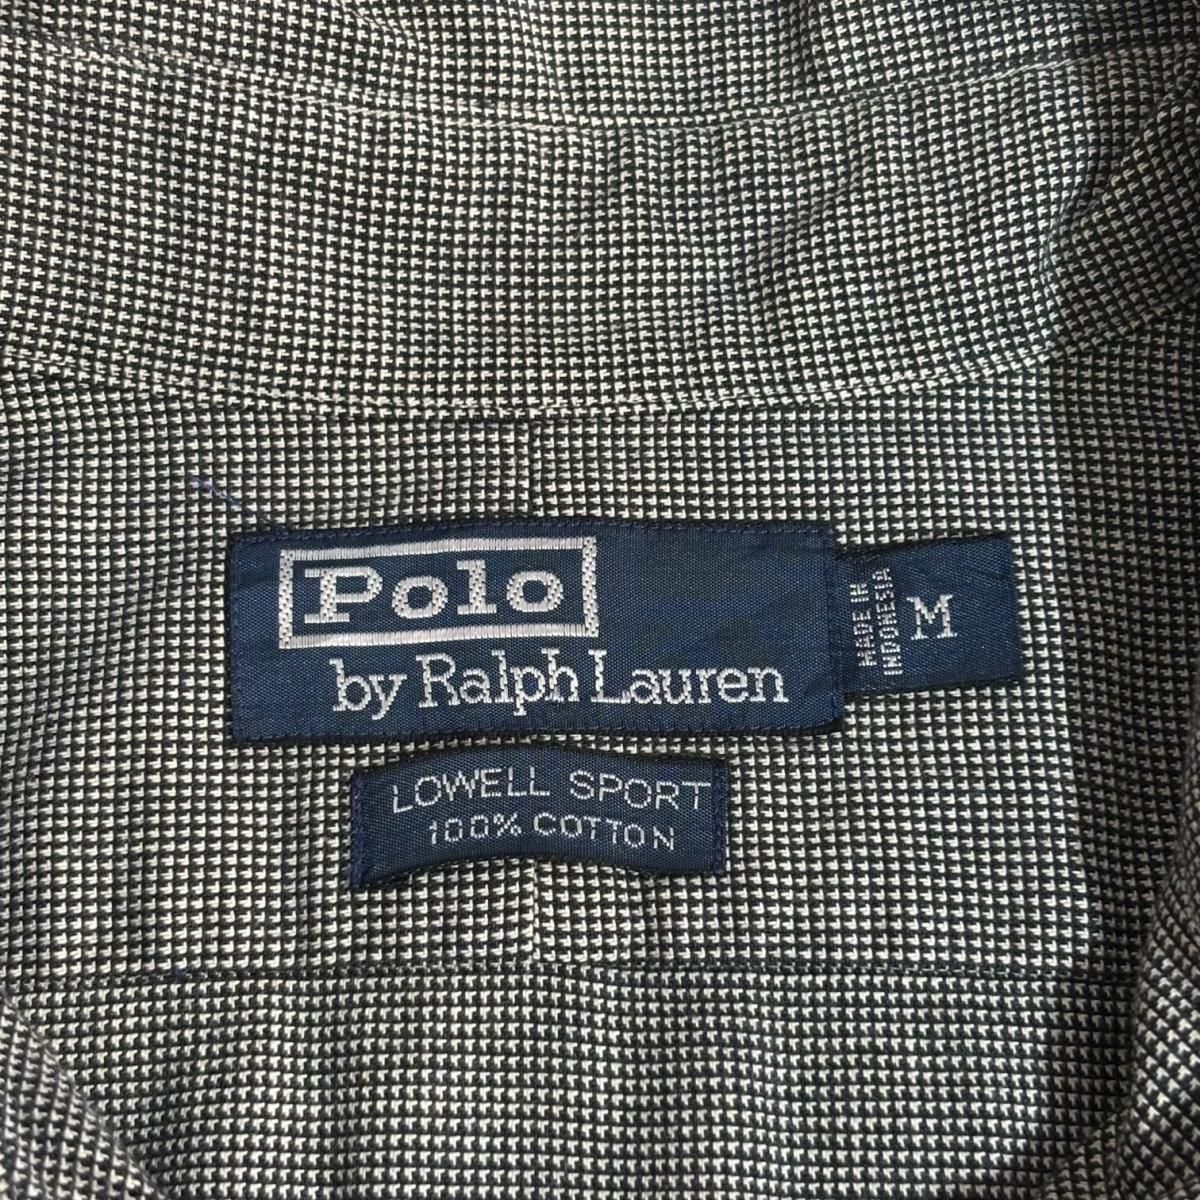 Polo
by Ralph Lauren
MADE IN
INDONESIA
M
LOWELL SPORT
100% COTTON